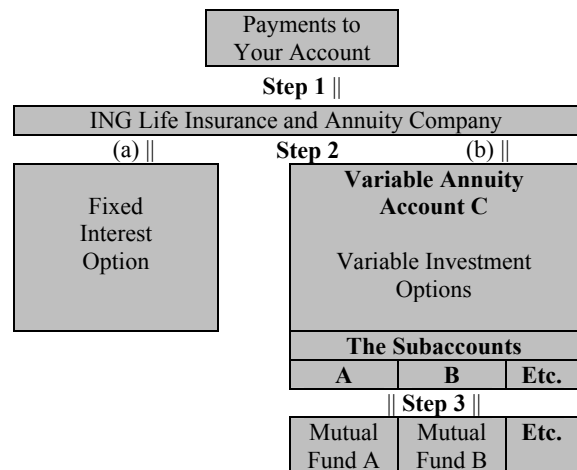 Payments to
Your Account
Step 1 ||
ING Life Insurance and Annuity Company
(a) || Step 2 (b) ||
Fixed
Interest
Option
Variable Annuity
Account C
Variable Investment
Options
The Subaccounts
A B Etc.
|| Step 3 ||
Mutual Mutual Etc.
Fund A Fund B